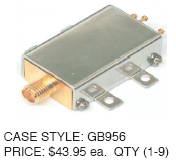 CASE STYLE: GB956
PRICE: $43.95 ea. QTY (1-9)